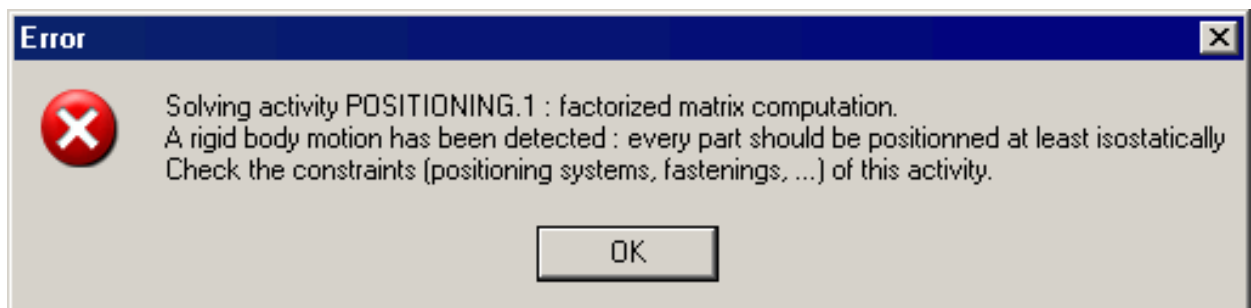 Error
Solving activity POSITIONING.1 : factorized matrix computation.
A rigid body motion has been detected : every part should be positionned at least isostatically
Check the constraints (positioning systems, fastenings, ...) of this activity.
OK